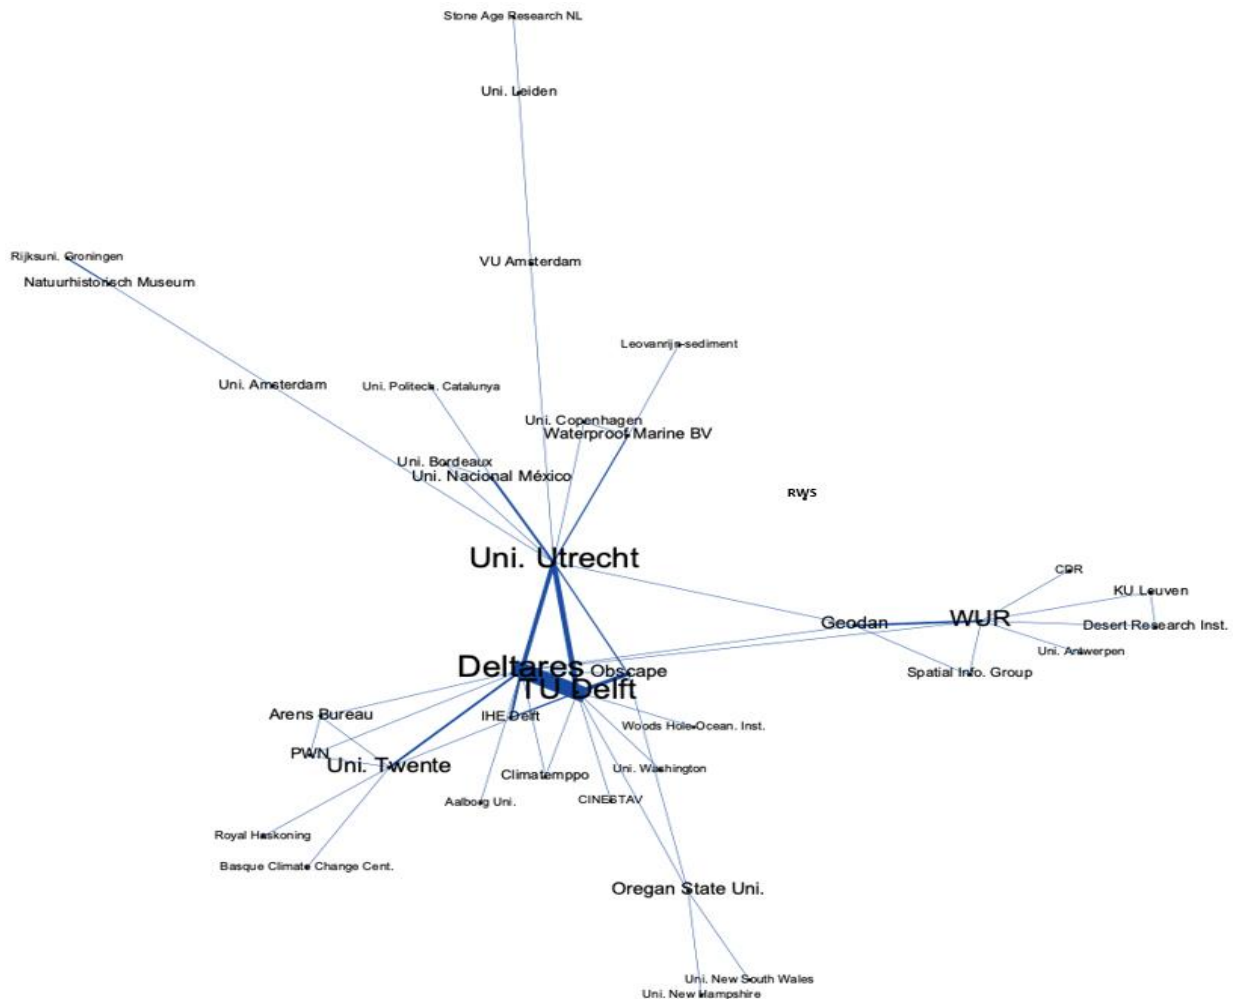 Stone Age Research NL
Uni. Leiden
Rijksuni. Groningen
VU Amsterdam
Natuurhistorisch Museum
Leovanrijn-sediment
Uni. Amsterdam
Uni. Politech. Catalunya
Uni. Copenhagen
Waterproof Marine BV
Uni. Bordeaux
Uni. Nacional México
RWS
Uni. Utrecht
CDR
KU Leuven
WUR
Geodan
Desert Research Inst.
Uni. Antwerpen
Deltares
Obscape
Spatial Info. Group
TU Delft
Arens Bureau
IHE Delft
Woods Hole Ocean. Inst.
PWN
Uni. Twente
Uni. Washington
Climatemppo
CINESTAV
Aalborg Uni.
Royal Haskoning
Basque Climate Change Cent.
Oregan State Uni.
Uni. New South Wales
Uni. New Hampshire